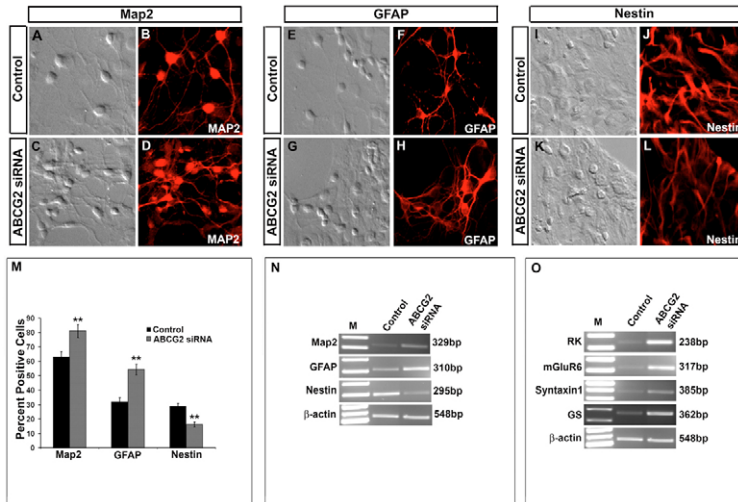 Map2
GFAP
Nestin
Control
A
B
MAP2
E
F
GFAP
Control
I
J
Nestin
ABCG2 siRNA
C
D
MAP2
ABCG2 siRNA
G
H
GFAP
ABCG2 siRNA
K
L
Nestin
M
Percent Positive Cells
90
80
70
60
50
40
30
20
10
0
**
**
**
Control
ABCG2 siRNA
Map2
GFAP
Nestin
N
M
Control
ABCG2
siRNA
Map2
329bp
GFAP
310bp
Nestin
295bp
β-actin
548bp
O
M
Control
ABCG2
siRNA
RK
238bp
mGluR6
317bp
Syntaxin1
385bp
GS
362bp
β-actin
548bp